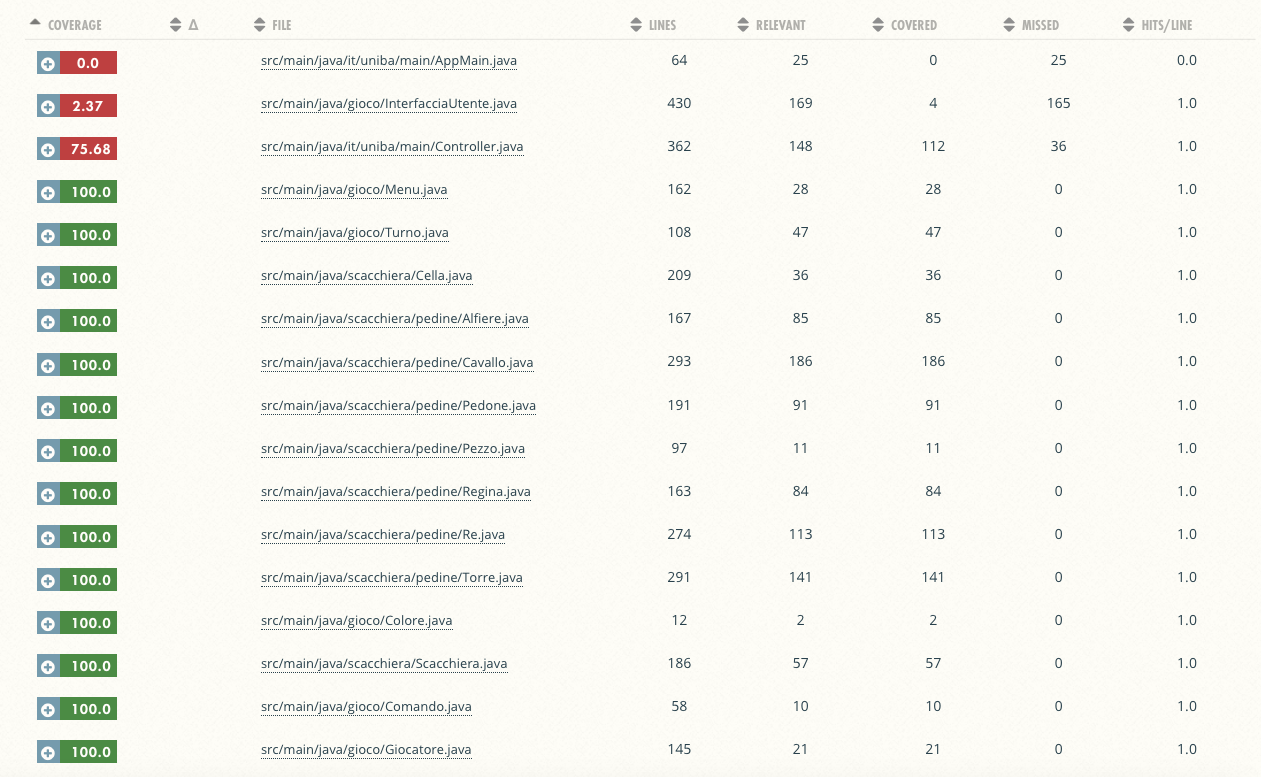 COVERAGE Δ FILE LINES RELEVANT COVERED MISSED HITS/LINE
0.0 src/main/java/it/uniba/main/AppMain.java 64 25 0 25 0.0
2.37 src/main/java/gioco/InterfacciaUtente.java 430 169 4 165 1.0
75.68 src/main/java/it/uniba/main/Controller.java 362 148 112 36 1.0
100.0 src/main/java/gioco/Menu.java 162 28 28 0 1.0
100.0 src/main/java/gioco/Turno.java 108 47 47 0 1.0
100.0 src/main/java/scacchiera/Cella.java 209 36 36 0 1.0
100.0 src/main/java/scacchiera/pedine/Alfiere.java 167 85 85 0 1.0
100.0 src/main/java/scacchiera/pedine/Cavallo.java 293 186 186 0 1.0
100.0 src/main/java/scacchiera/pedine/Pedone.java 191 91 91 0 1.0
100.0 src/main/java/scacchiera/pedine/Pezzo.java 97 11 11 0 1.0
100.0 src/main/java/scacchiera/pedine/Regina.java 163 84 84 0 1.0
100.0 src/main/java/scacchiera/pedine/Re.java 274 113 113 0 1.0
100.0 src/main/java/scacchiera/pedine/Torre.java 291 141 141 0 1.0
100.0 src/main/java/gioco/Colore.java 12 2 2 0 1.0
100.0 src/main/java/scacchiera/Scacchiera.java 186 57 57 0 1.0
100.0 src/main/java/gioco/Comando.java 58 10 10 0 1.0
100.0 src/main/java/gioco/Giocatore.java 145 21 21 0 1.0